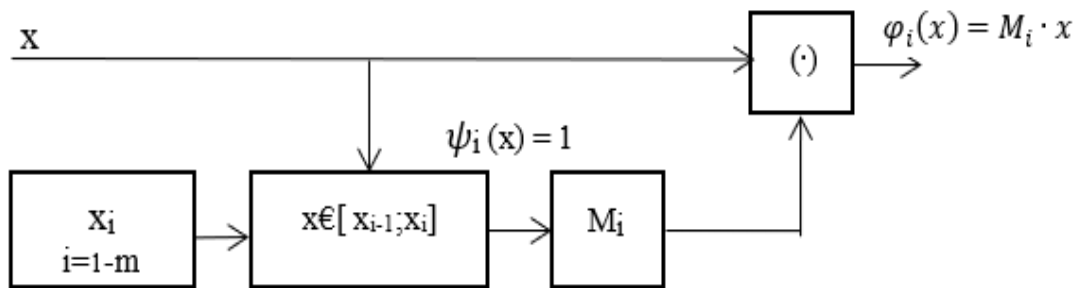 x
(·)
φᵢ(x) = Mᵢ · x
ψᵢ(x) = 1
xᵢ
i=1-m
x€[ xᵢ₋₁;xᵢ]
Mᵢ